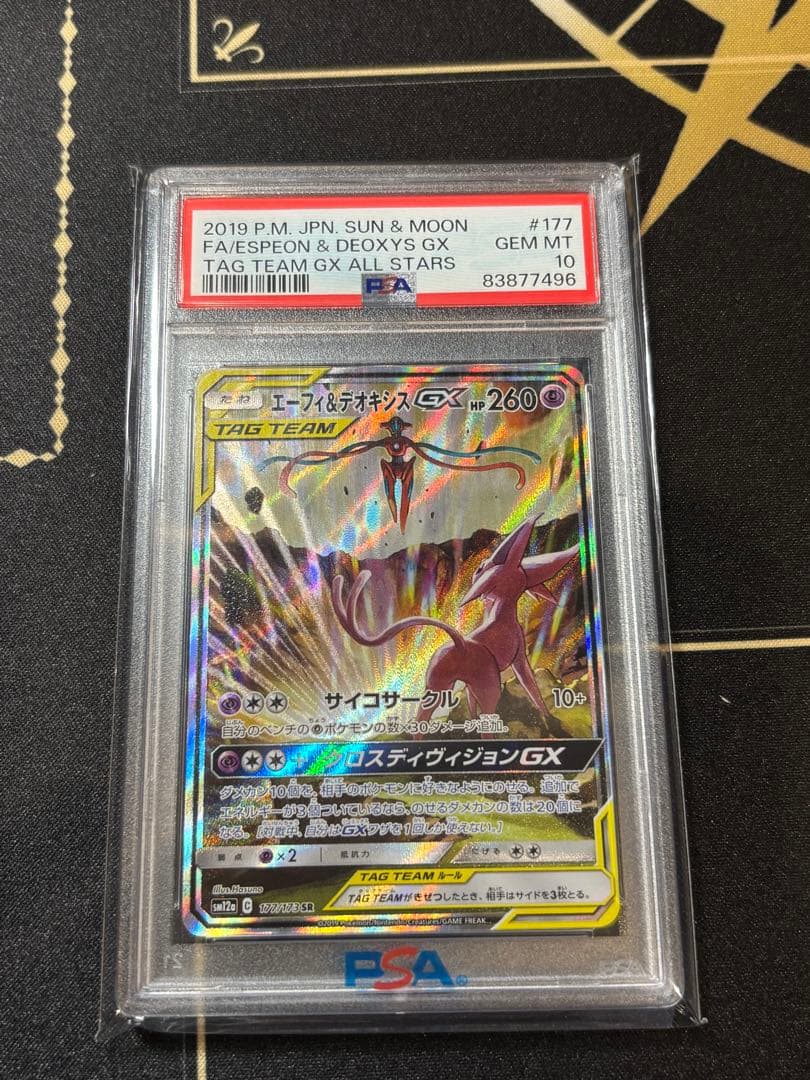 2019 P.M. JPN. SUN & MOON #177
FA/ESPEON & DEOXYS GX GEM MT
TAG TEAM GX ALL STARS 10
PSA 83877496
たね エーフィ&デオキシスGX HP260
TAG TEAM
サイコサークル 10+
自分のベンチのポケモンの数×30ダメージ追加。
+ クロスディヴィジョンGX
ダメカン10個を、相手のポケモンに好きなようにのせる。追加で
エネルギーが3個ついているなら、のせるダメカンの数は20個に
なる。[対戦中、自分はGXワザを1回しか使えない。]
弱点 ×2 抵抗力 にげる
TAG TEAM ルール
Illus.Hasuno
TAG TEAMがきぜつしたとき、相手はサイドを3枚とる。
sm12a C 177/173 SR
©2019 Pokémon/Nintendo/Creatures/GAME FREAK.
PSA